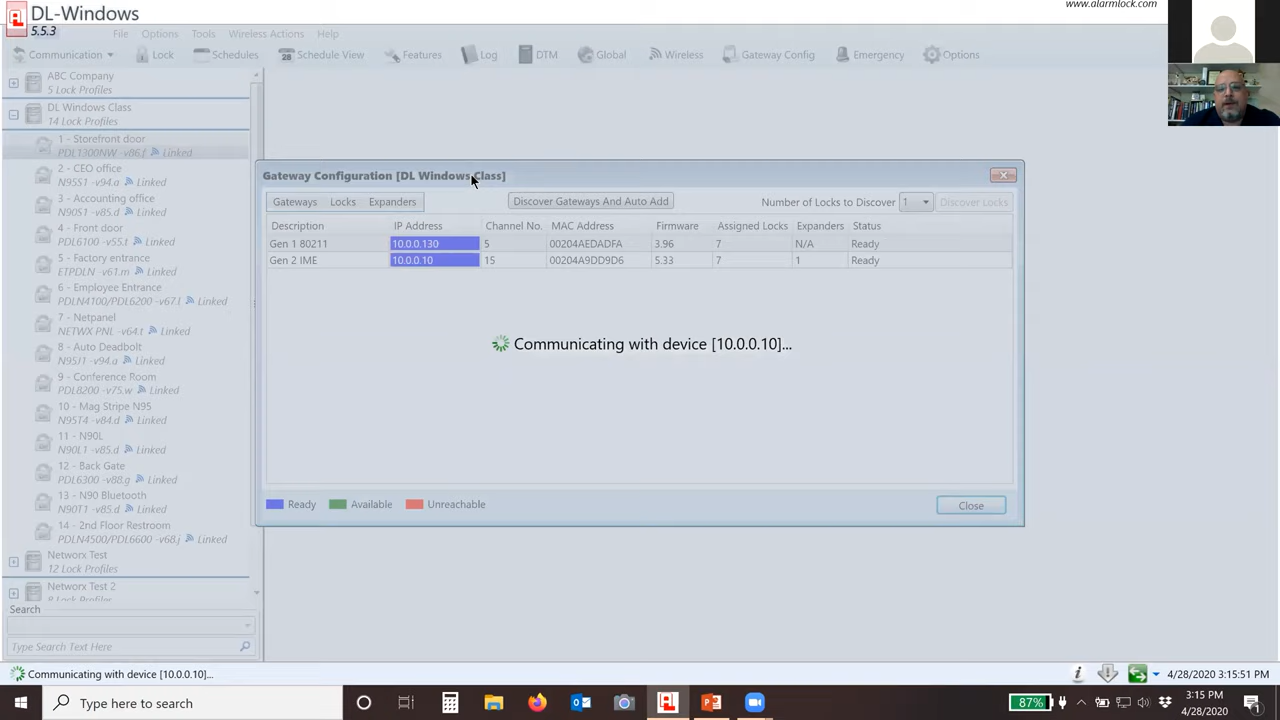 DL-Windows
5.5.3
www.alarmlock.com
File Options Tools Wireless Actions Help
Communication Lock Schedules Schedule View Features Log DTM Global Wireless Gateway Config Emergency Options
ABC Company
5 Lock Profiles
DL Windows Class
14 Lock Profiles
1 - Storefront door
PDL1300NW -v86.f Linked
2 - CEO office
N95S1 -v94.a Linked
3 - Accounting office
N90S1 -v85.d Linked
4 - Front door
PDL6100 -v55.t Linked
5 - Factory entrance
ETPDLN -v61.m Linked
6 - Employee Entrance
PDLN4100/PDL6200 -v67.l Linked
7 - Netpanel
NETWX PNL -v64.t Linked
8 - Auto Deadbolt
N95J1 -v94.a Linked
9 - Conference Room
PDL8200 -v75.w Linked
10 - Mag Stripe N95
N95T4 -v84.d Linked
11 - N90L
N90L1 -v85.d Linked
12 - Back Gate
PDL6300 -v88.g Linked
13 - N90 Bluetooth
N90T1 -v85.d Linked
14 - 2nd Floor Restroom
PDLN4500/PDL6600 -v68.j Linked
Networx Test
12 Lock Profiles
Networx Test 2
8 Lock Profiles
Search
Type Search Text Here
Gateway Configuration [DL Windows Class]
Gateways Locks Expanders Discover Gateways And Auto Add Number of Locks to Discover 1 Discover Locks
Description IP Address Channel No. MAC Address Firmware Assigned Locks Expanders Status
Gen 1 80211 10.0.0.130 5 00204AEDADFA 3.96 7 N/A Ready
Gen 2 IME 10.0.0.10 15 00204A9DD9D6 5.33 7 1 Ready
Communicating with device [10.0.0.10]...
Ready Available Unreachable Close
Communicating with device [10.0.0.10]... 4/28/2020 3:15:51 PM
Type here to search 87% 3:15 PM
4/28/2020